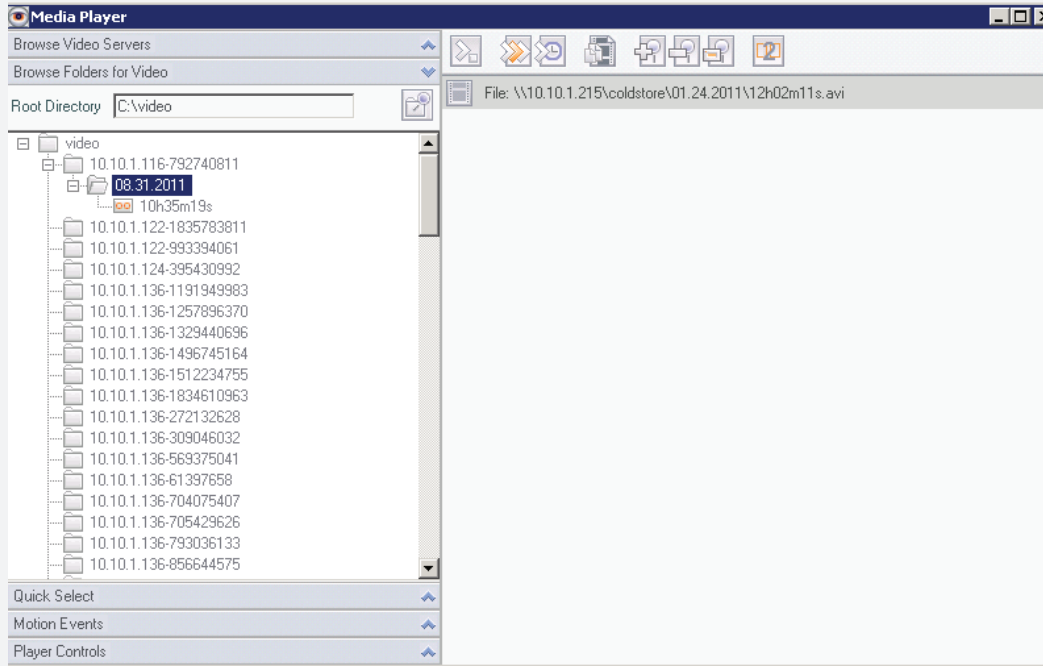 Media Player
Browse Video Servers
Browse Folders for Video
Root Directory C:\video
File: \\10.10.1.215\coldstore\01.24.2011\12h02m11s.avi
video
10.10.1.116-792740811
08.31.2011
10h35m19s
10.10.1.122-1835783811
10.10.1.122-993394061
10.10.1.124-395430992
10.10.1.136-1191949983
10.10.1.136-1257896370
10.10.1.136-1329440696
10.10.1.136-1496745164
10.10.1.136-1512234755
10.10.1.136-1834610963
10.10.1.136-272132628
10.10.1.136-309046032
10.10.1.136-569375041
10.10.1.136-61397658
10.10.1.136-704075407
10.10.1.136-705429626
10.10.1.136-793036133
10.10.1.136-856644575
Quick Select
Motion Events
Player Controls